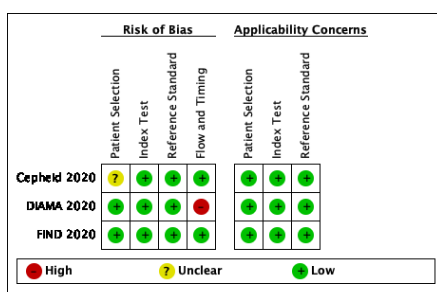 Risk of Bias
Applicability Concerns
Patient Selection
Index Test
Reference Standard
Flow and Timing
Patient Selection
Index Test
Reference Standard
Cepheid 2020 ? + + + + + +
DIAMA 2020 + + + - + + +
FIND 2020 + + + + + + +
- High ? Unclear + Low